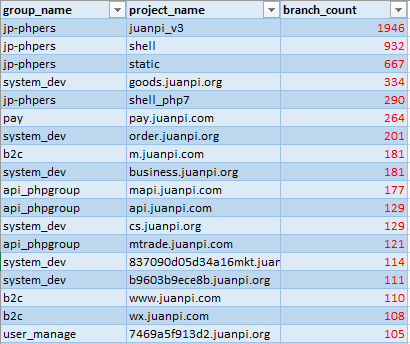 group_name project_name branch_count
jp-phpers juanpi_v3 1946
jp-phpers shell 932
jp-phpers static 667
system_dev goods.juanpi.org 334
jp-phpers shell_php7 290
pay pay.juanpi.com 264
system_dev order.juanpi.org 201
b2c m.juanpi.com 181
system_dev business.juanpi.org 181
api_phpgroup mapi.juanpi.com 177
api_phpgroup api.juanpi.com 129
system_dev cs.juanpi.org 129
api_phpgroup mtrade.juanpi.com 121
system_dev 837090d05d34a16mkt.juan 114
system_dev b9603b9ece8b.juanpi.org 111
b2c www.juanpi.com 110
b2c wx.juanpi.com 108
user_manage 7469a5f913d2.juanpi.org 105